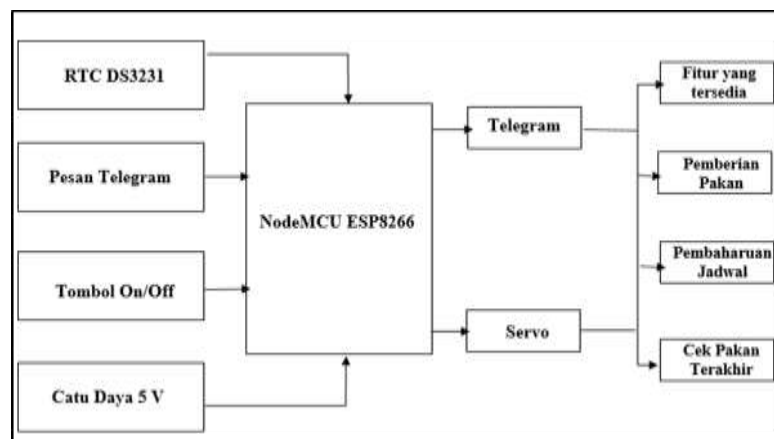 RTC DS3231
Pesan Telegram
Tombol On/Off
Catu Daya 5 V
NodeMCU ESP8266
Telegram
Servo
Fitur yang
tersedia
Pemberian
Pakan
Pembaharuan
Jadwal
Cek Pakan
Terakhir